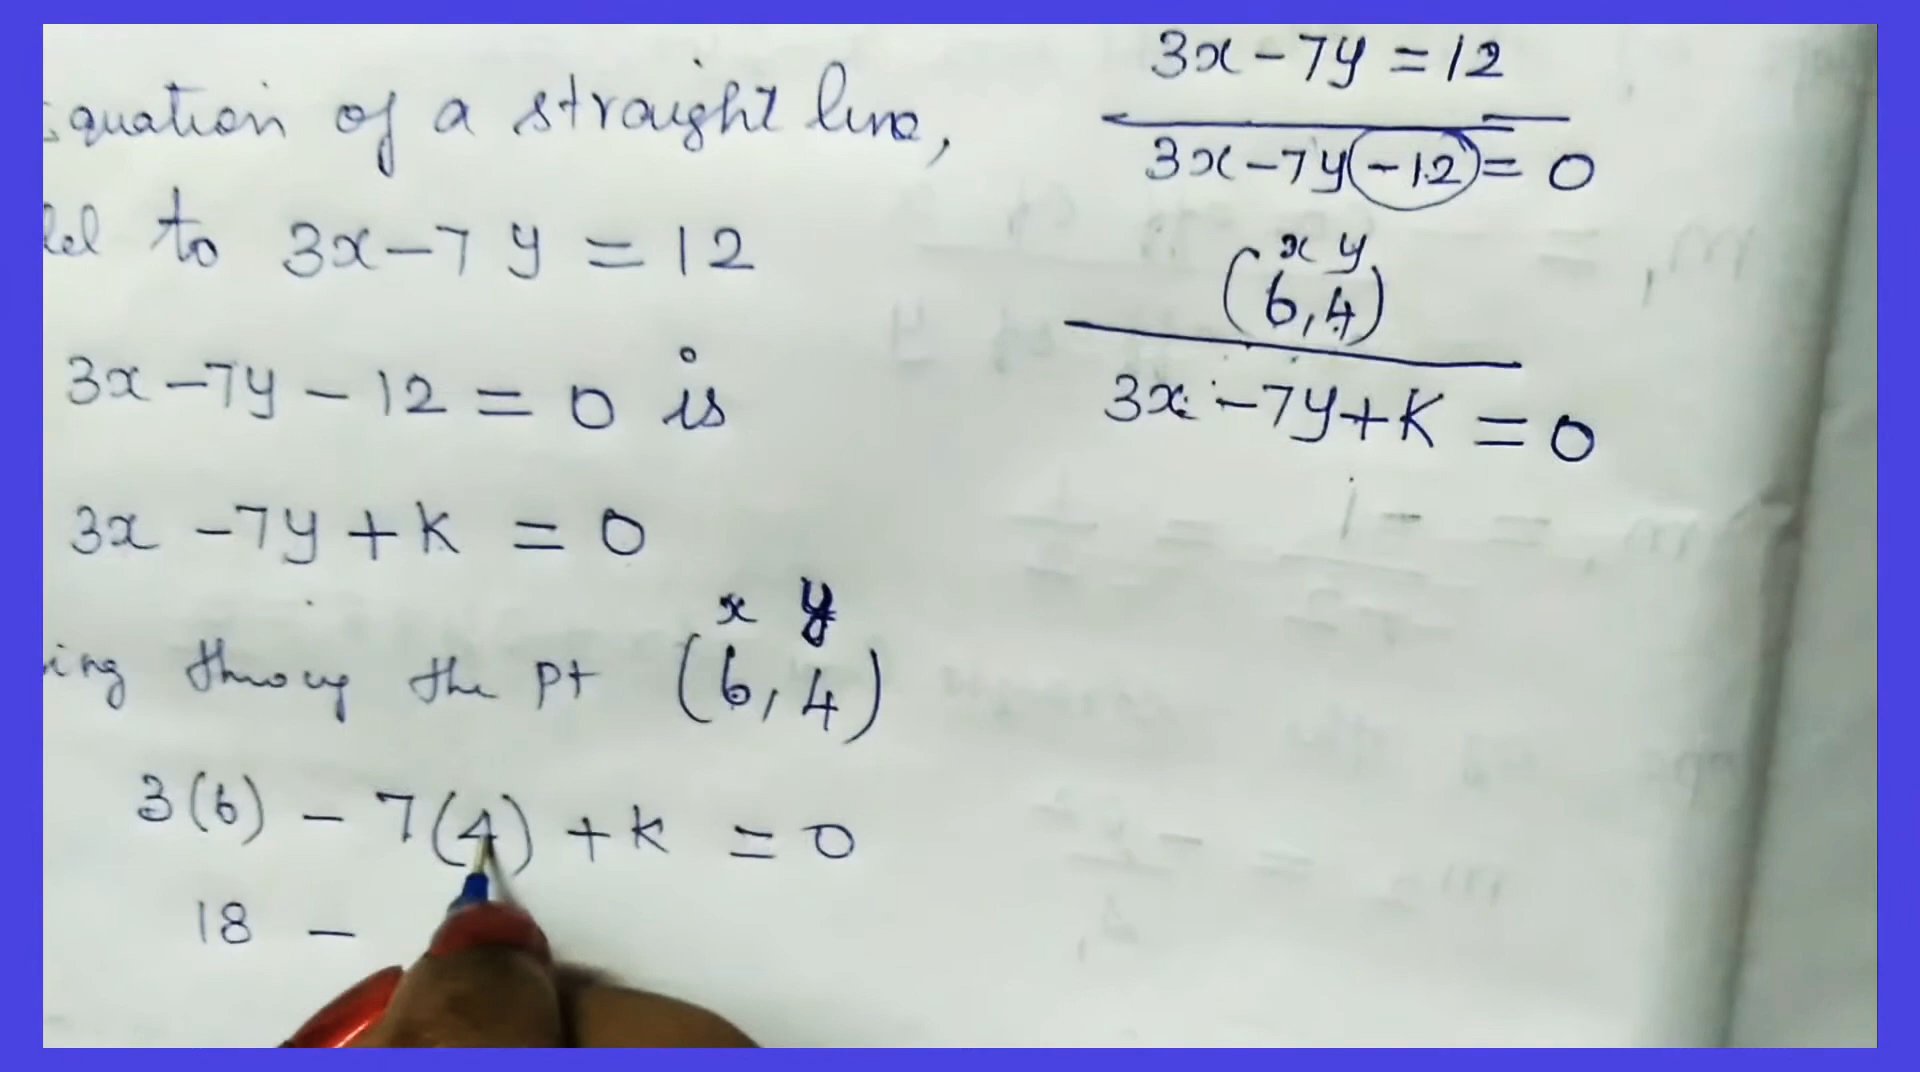 quation of a straight line,
lel to 3x - 7y = 12
3x - 7y - 12 = 0 is
3x - 7y + k = 0
x y
ing throug the pt (6, 4)
3(6) - 7(4) + k = 0
18 -
3x - 7y = 12
3x - 7y - 12 = 0
x y
(6, 4)
3x - 7y + K = 0